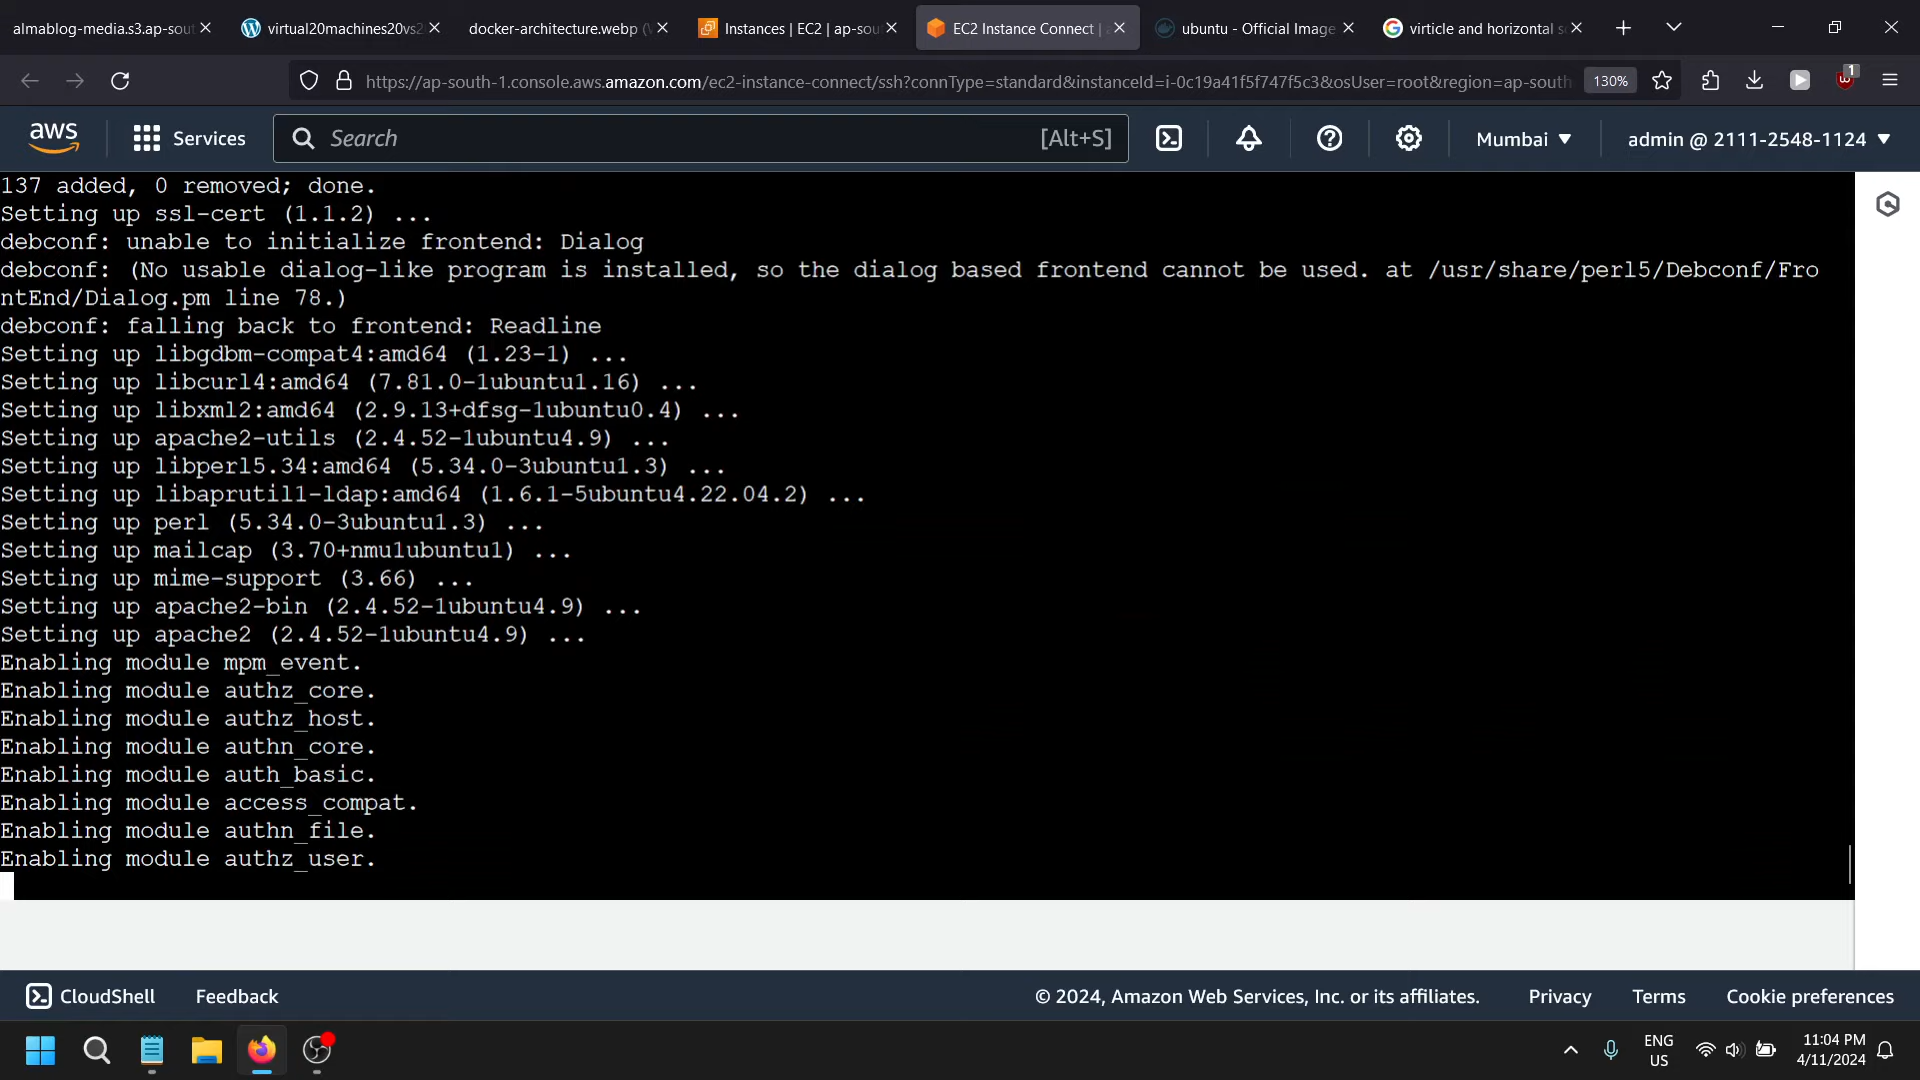 almablog-media.s3.ap-sout
virtual20machines20vs2
docker-architecture.webp (W
Instances | EC2 | ap-sou
EC2 Instance Connect |
ubuntu - Official Image
virticle and horizontal s
https://ap-south-1.console.aws.amazon.com/ec2-instance-connect/ssh?connType=standard&instanceId=i-0c19a41f5f747f5c3&osUser=root&region=ap-south
130%
1
aws
Services
Search
[Alt+S]
Mumbai
admin @ 2111-2548-1124
137 added, 0 removed; done.
Setting up ssl-cert (1.1.2) ...
debconf: unable to initialize frontend: Dialog
debconf: (No usable dialog-like program is installed, so the dialog based frontend cannot be used. at /usr/share/perl5/Debconf/Fro
ntEnd/Dialog.pm line 78.)
debconf: falling back to frontend: Readline
Setting up libgdbm-compat4:amd64 (1.23-1) ...
Setting up libcurl4:amd64 (7.81.0-1ubuntu1.16) ...
Setting up libxml2:amd64 (2.9.13+dfsg-1ubuntu0.4) ...
Setting up apache2-utils (2.4.52-1ubuntu4.9) ...
Setting up libperl5.34:amd64 (5.34.0-3ubuntu1.3) ...
Setting up libaprutil1-ldap:amd64 (1.6.1-5ubuntu4.22.04.2) ...
Setting up perl (5.34.0-3ubuntu1.3) ...
Setting up mailcap (3.70+nmu1ubuntu1) ...
Setting up mime-support (3.66) ...
Setting up apache2-bin (2.4.52-1ubuntu4.9) ...
Setting up apache2 (2.4.52-1ubuntu4.9) ...
Enabling module mpm_event.
Enabling module authz_core.
Enabling module authz_host.
Enabling module authn_core.
Enabling module auth_basic.
Enabling module access_compat.
Enabling module authn_file.
Enabling module authz_user.
CloudShell
Feedback
© 2024, Amazon Web Services, Inc. or its affiliates.
Privacy
Terms
Cookie preferences
ENG
US
11:04 PM
4/11/2024